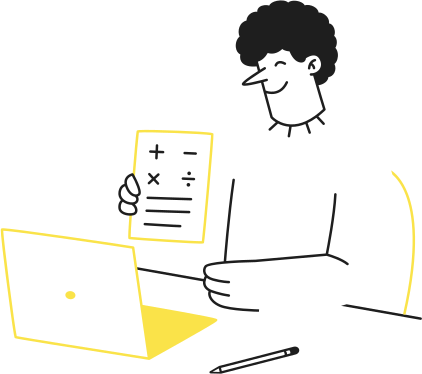 + −
× ÷